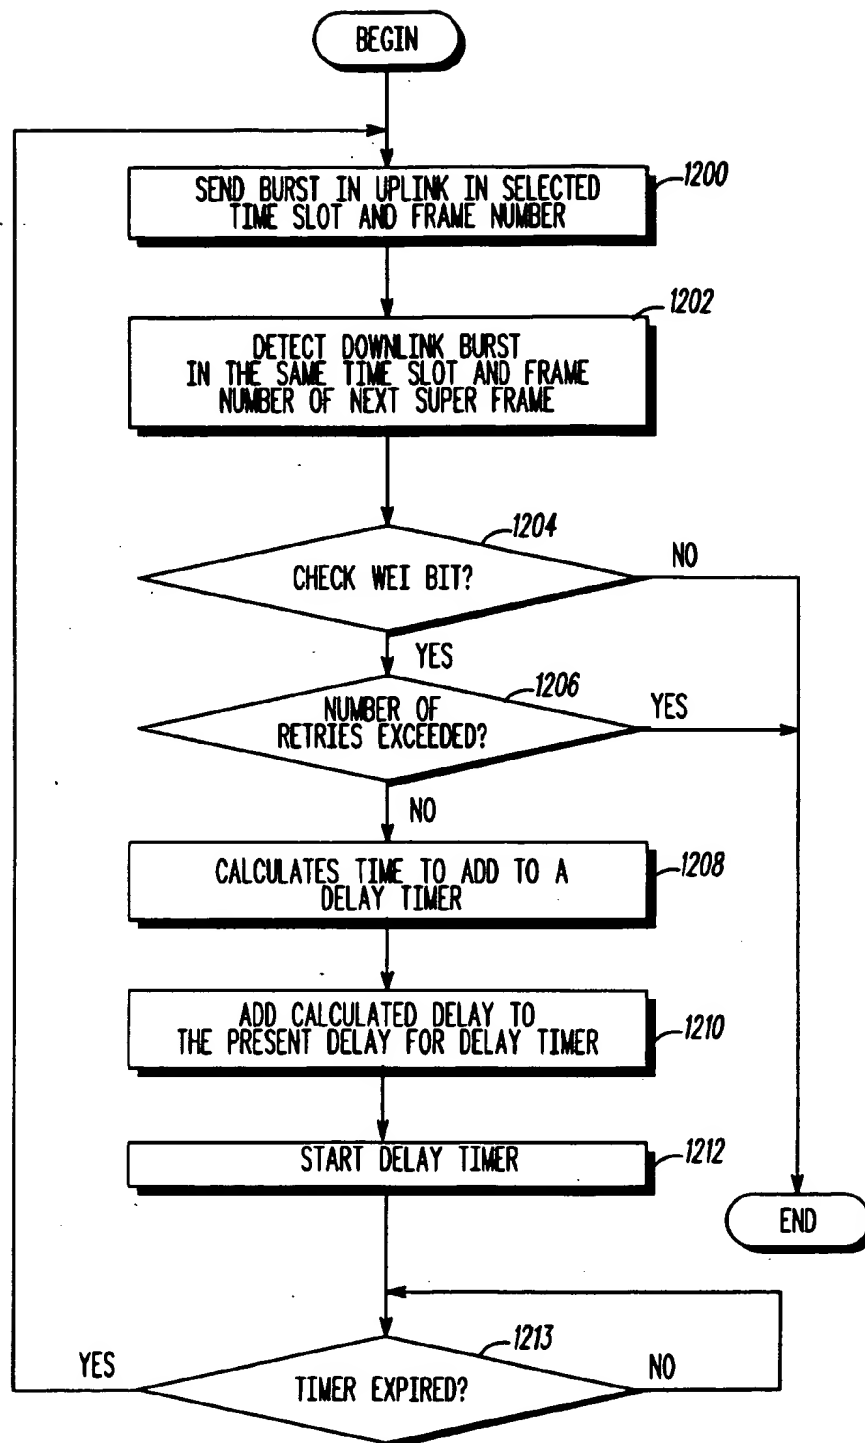 BEGIN
SEND BURST IN UPLINK IN SELECTED
TIME SLOT AND FRAME NUMBER
1200
DETECT DOWNLINK BURST
IN THE SAME TIME SLOT AND FRAME
NUMBER OF NEXT SUPER FRAME
1202
CHECK WEI BIT?
1204
NO
YES
NUMBER OF
RETRIES EXCEEDED?
1206
YES
NO
CALCULATES TIME TO ADD TO A
DELAY TIMER
1208
ADD CALCULATED DELAY TO
THE PRESENT DELAY FOR DELAY TIMER
1210
START DELAY TIMER
1212
END
TIMER EXPIRED?
1213
YES
NO